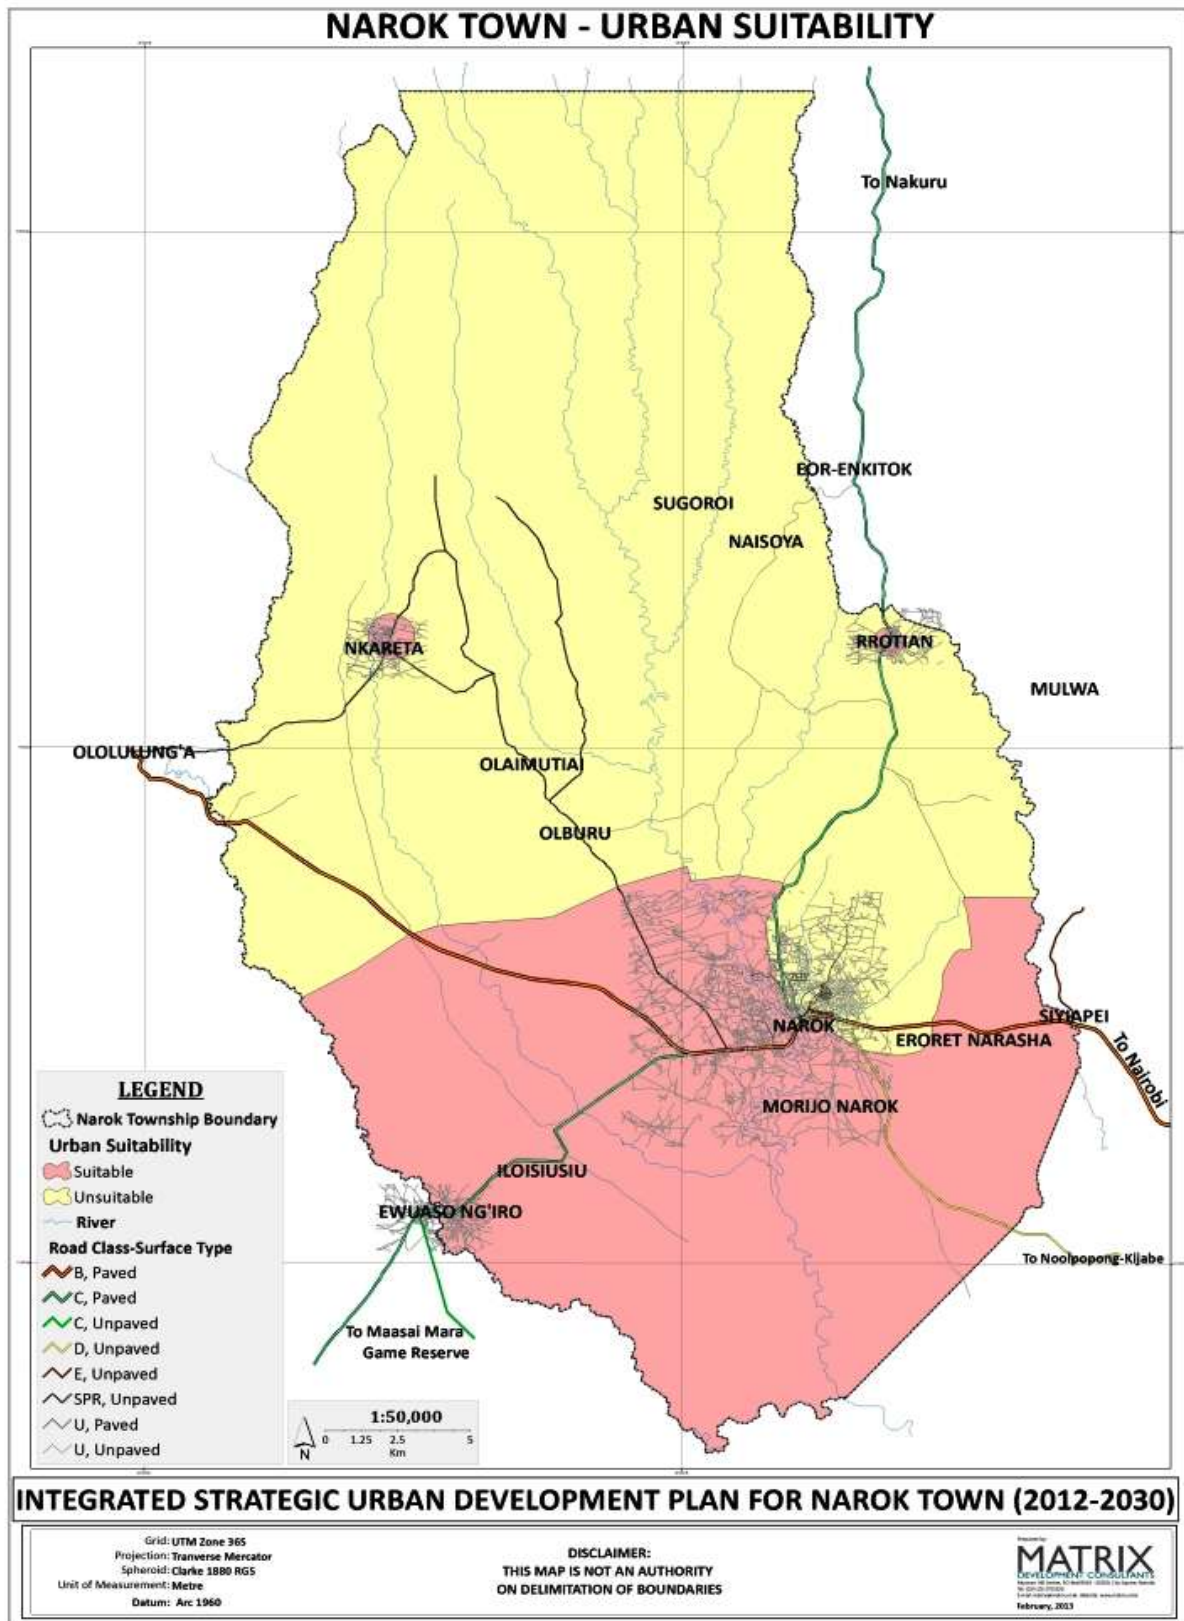 NAROK TOWN - URBAN SUITABILITY
To Nakuru
EOR-ENKITOK
SUGOROI
NAISOYA
NKARETA
RROTIAN
MULWA
OLOLULUNG'A
OLAIMUTIAI
OLBURU
NAROK
SIYIAPEI
ERORET NARASHA
To Nairobi
MORIJO NAROK
ILOISIUSIU
EWUASO NG'IRO
To Noolpopong-Kijabe
To Maasai Mara
Game Reserve
LEGEND
Narok Township Boundary
Urban Suitability
Suitable
Unsuitable
River
Road Class-Surface Type
B, Paved
C, Paved
C, Unpaved
D, Unpaved
E, Unpaved
SPR, Unpaved
U, Paved
U, Unpaved
1:50,000
0 1.25 2.5 5
Km
N
INTEGRATED STRATEGIC URBAN DEVELOPMENT PLAN FOR NAROK TOWN (2012-2030)
Grid: UTM Zone 36S
Projection: Tranverse Mercator
Spheroid: Clarke 1880 RGS
Unit of Measurement: Metre
Datum: Arc 1960
DISCLAIMER:
THIS MAP IS NOT AN AUTHORITY
ON DELIMITATION OF BOUNDARIES
Prepared by:
MATRIX
DEVELOPMENT CONSULTANTS
February, 2013